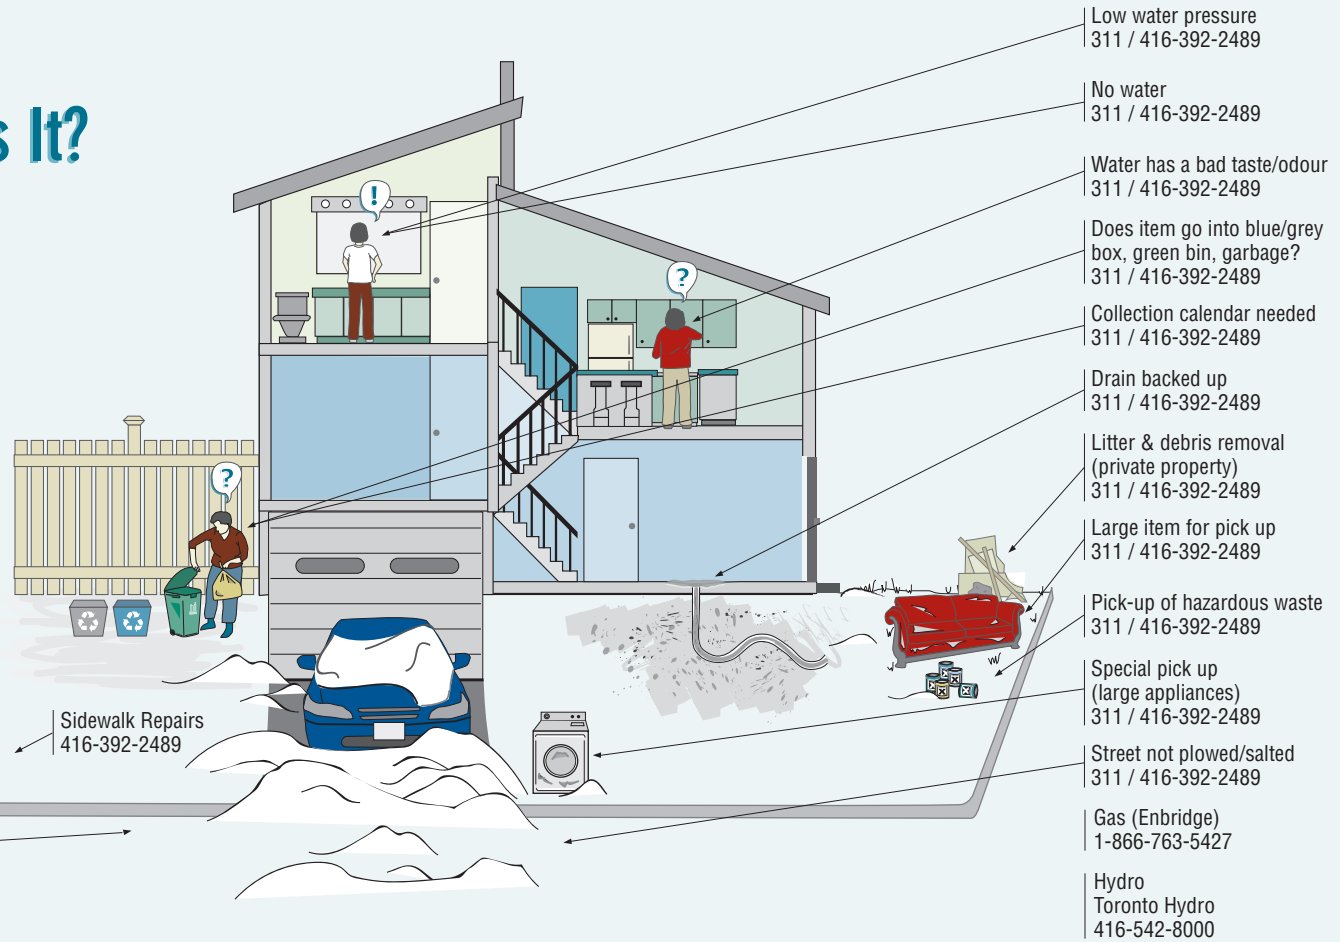 s It?
!
?
?
Low water pressure
311 / 416-392-2489
No water
311 / 416-392-2489
Water has a bad taste/odour
311 / 416-392-2489
Does item go into blue/grey
box, green bin, garbage?
311 / 416-392-2489
Collection calendar needed
311 / 416-392-2489
Drain backed up
311 / 416-392-2489
Litter & debris removal
(private property)
311 / 416-392-2489
Large item for pick up
311 / 416-392-2489
Pick-up of hazardous waste
311 / 416-392-2489
Special pick up
(large appliances)
311 / 416-392-2489
Street not plowed/salted
311 / 416-392-2489
Gas (Enbridge)
1-866-763-5427
Hydro
Toronto Hydro
416-542-8000
Sidewalk Repairs
416-392-2489